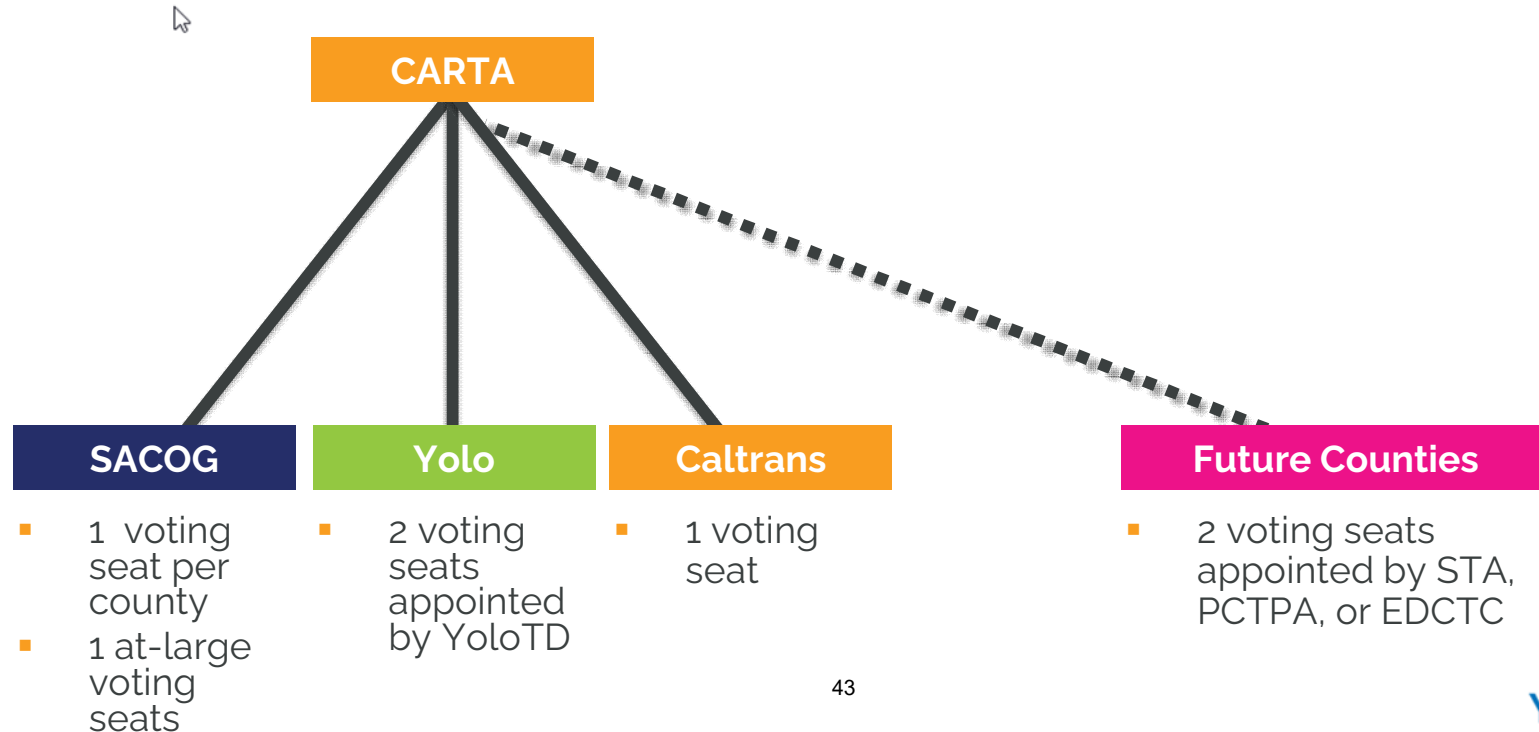 CARTA
SACOG
▪ 1 voting
seat per
county
▪ 1 at-large
voting
seats
Yolo
▪ 2 voting
seats
appointed
by YoloTD
Caltrans
▪ 1 voting
seat
Future Counties
▪ 2 voting seats
appointed by STA,
PCTPA, or EDCTC
43